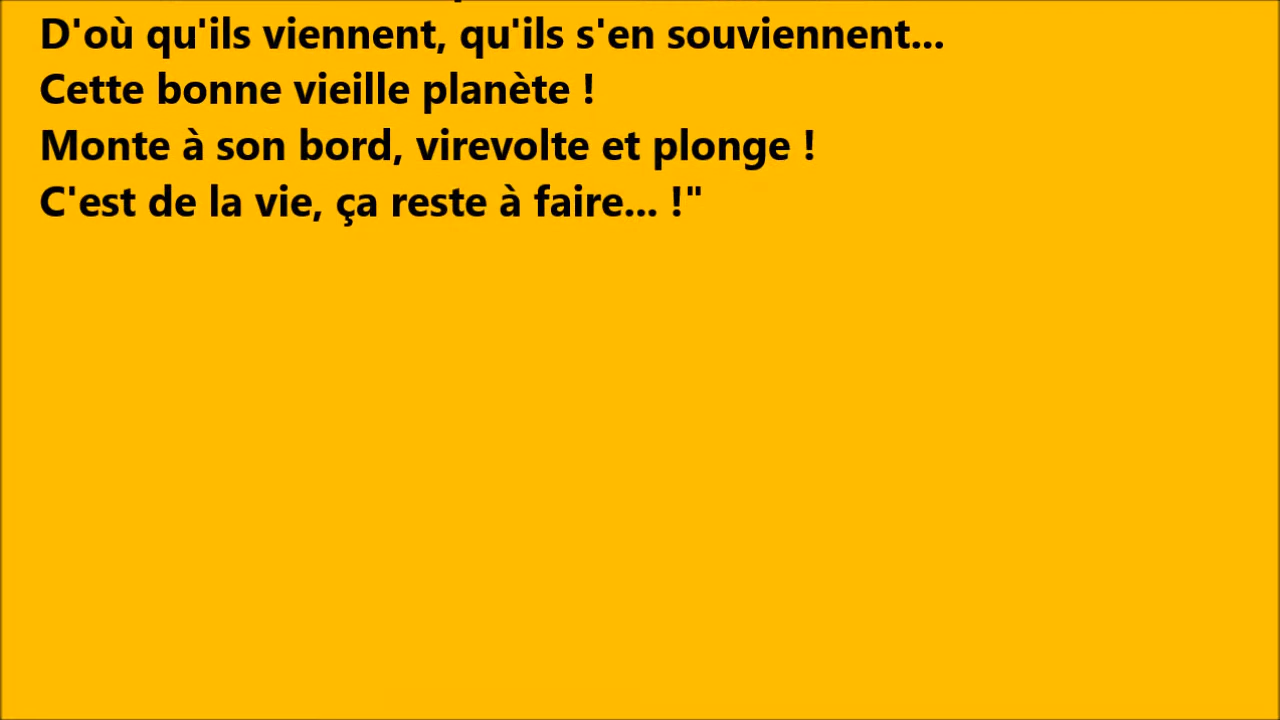 D'où qu'ils viennent, qu'ils s'en souviennent...
Cette bonne vieille planète !
Monte à son bord, virevolte et plonge !
C'est de la vie, ça reste à faire... !"